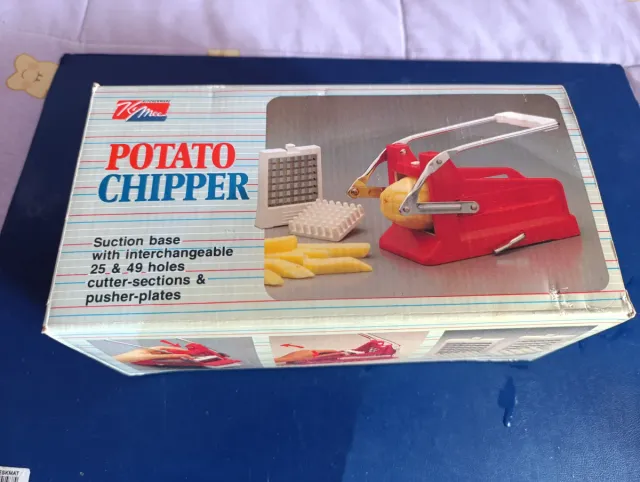 POTATO
CHIPPER
Suction base
with interchangeable
25 & 49 holes
cutter-sections &
pusher-plates